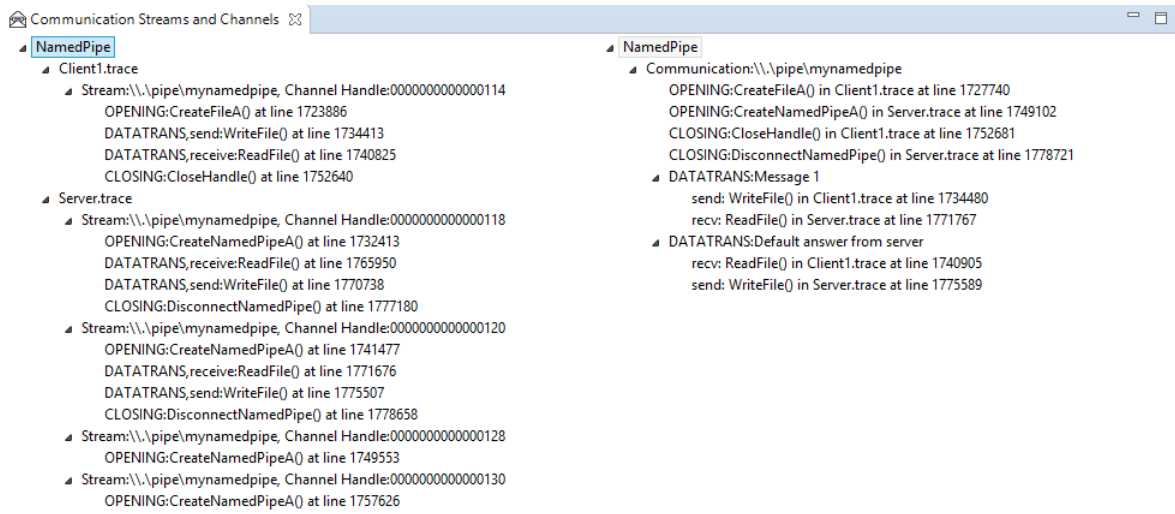 Communication Streams and Channels
NamedPipe
Client1.trace
Stream:\\.\pipe\mynamedpipe, Channel Handle:0000000000000114
OPENING:CreateFileA() at line 1723886
DATATRANS,send:WriteFile() at line 1734413
DATATRANS,receive:ReadFile() at line 1740825
CLOSING:CloseHandle() at line 1752640
Server.trace
Stream:\\.\pipe\mynamedpipe, Channel Handle:0000000000000118
OPENING:CreateNamedPipeA() at line 1732413
DATATRANS,receive:ReadFile() at line 1765950
DATATRANS,send:WriteFile() at line 1770738
CLOSING:DisconnectNamedPipe() at line 1777180
Stream:\\.\pipe\mynamedpipe, Channel Handle:0000000000000120
OPENING:CreateNamedPipeA() at line 1741477
DATATRANS,receive:ReadFile() at line 1771676
DATATRANS,send:WriteFile() at line 1775507
CLOSING:DisconnectNamedPipe() at line 1778658
Stream:\\.\pipe\mynamedpipe, Channel Handle:0000000000000128
OPENING:CreateNamedPipeA() at line 1749553
Stream:\\.\pipe\mynamedpipe, Channel Handle:0000000000000130
OPENING:CreateNamedPipeA() at line 1757626
NamedPipe
Communication:\\.\pipe\mynamedpipe
OPENING:CreateFileA() in Client1.trace at line 1727740
OPENING:CreateNamedPipeA() in Server.trace at line 1749102
CLOSING:CloseHandle() in Client1.trace at line 1752681
CLOSING:DisconnectNamedPipe() in Server.trace at line 1778721
DATATRANS:Message 1
send: WriteFile() in Client1.trace at line 1734480
recv: ReadFile() in Server.trace at line 1771767
DATATRANS:Default answer from server
recv: ReadFile() in Client1.trace at line 1740905
send: WriteFile() in Server.trace at line 1775589